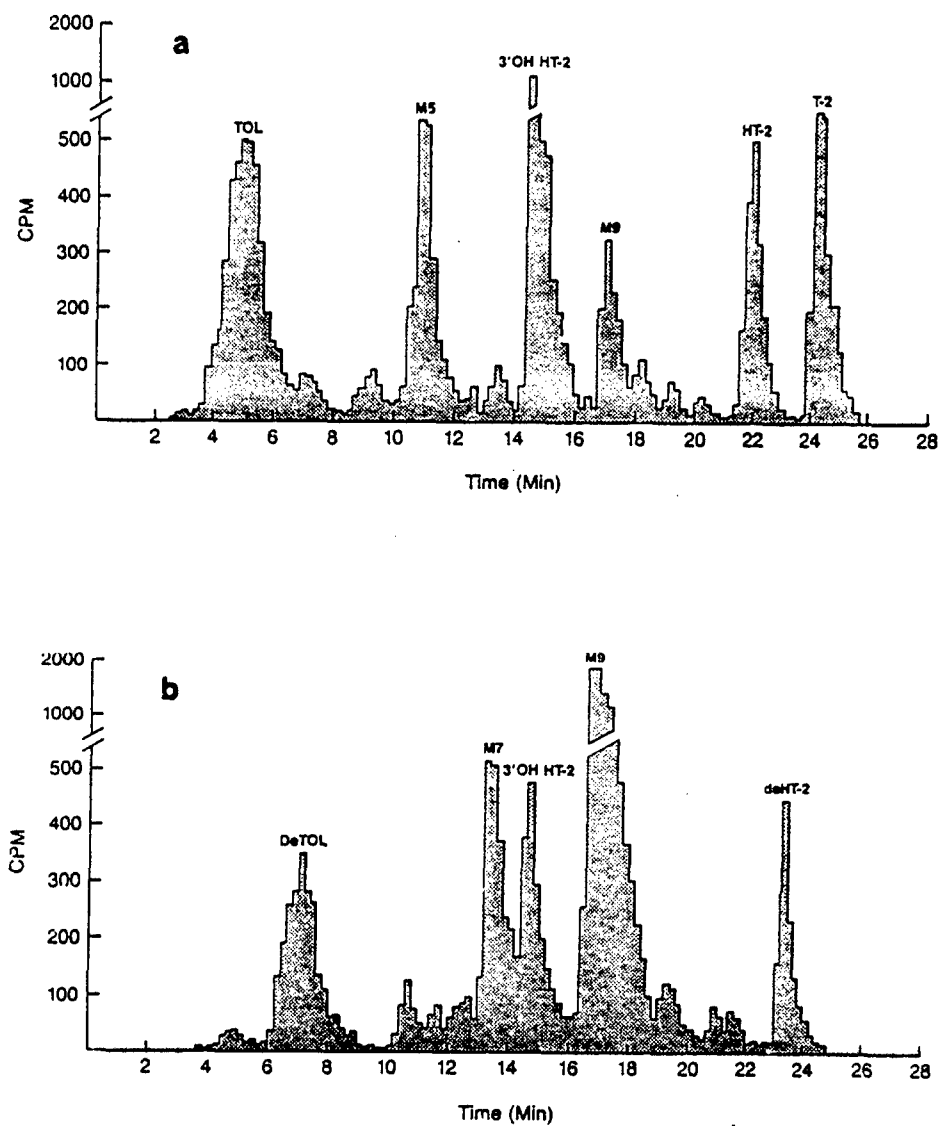 a
2000
1000
500
400
300
200
100
CPM
TOL
M5
3'OH HT-2
M9
HT-2
T-2
2 4 6 8 10 12 14 16 18 20 22 24 26 28
Time (Min)
b
2000
1000
500
400
300
200
100
CPM
DeTOL
M7
3'OH HT-2
M9
deHT-2
2 4 6 8 10 12 14 16 18 20 22 24 26 28
Time (Min)